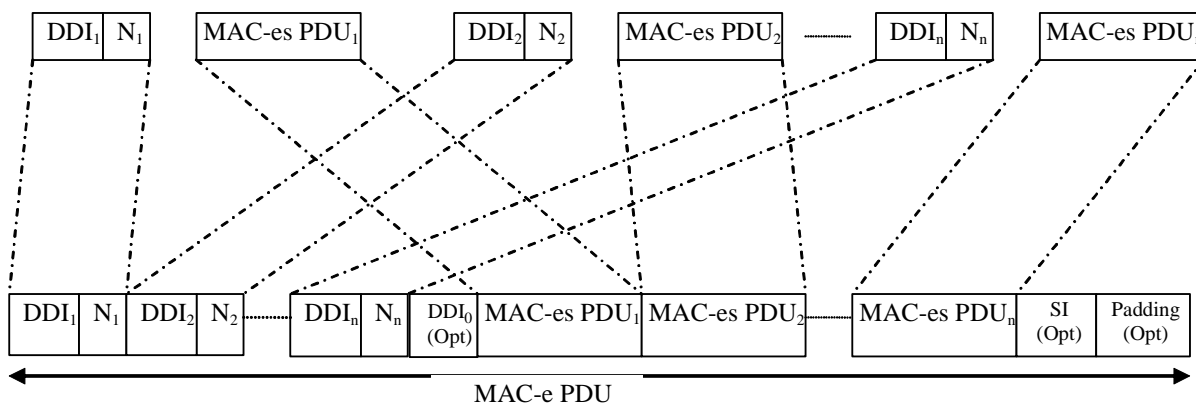 DDI₁ N₁ MAC-es PDU₁ DDI₂ N₂ MAC-es PDU₂ DDIₙ Nₙ MAC-es PDU
DDI₁ N₁ DDI₂ N₂ DDIₙ Nₙ DDI₀ (Opt) MAC-es PDU₁ MAC-es PDU₂ MAC-es PDUₙ SI (Opt) Padding (Opt)
MAC-e PDU